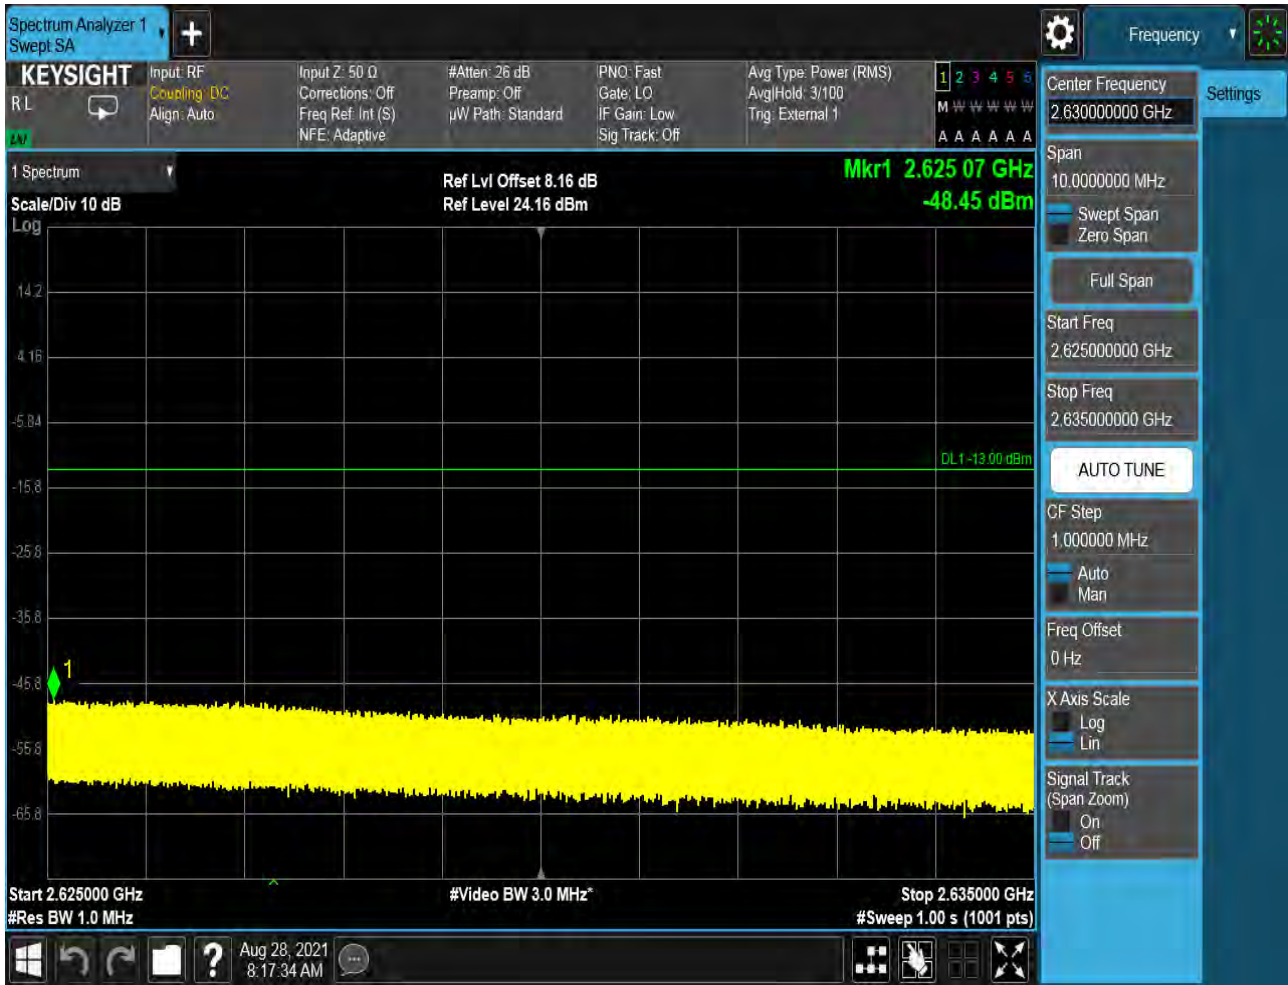 Spectrum Analyzer 1
Swept SA
Frequency
KEYSIGHT
R L
Input: RF
Coupling: DC
Align: Auto
Input Z: 50 Ω
Corrections: Off
Freq Ref: Int (S)
NFE: Adaptive
#Atten: 26 dB
Preamp: Off
µW Path: Standard
PNO: Fast
Gate: LO
IF Gain: Low
Sig Track: Off
Avg Type: Power (RMS)
Avg|Hold: 3/100
Trig: External 1
1 2 3 4 5 6
M W W W W W
A A A A A A
1 Spectrum
Scale/Div 10 dB
Log
Ref Lvl Offset 8.16 dB
Ref Level 24.16 dBm
Mkr1 2.625 07 GHz
-48.45 dBm
14.2
4.16
-5.84
DL1 -13.00 dBm
-15.8
-25.8
-35.8
1
-45.8
-55.8
-65.8
Start 2.625000 GHz
#Res BW 1.0 MHz
#Video BW 3.0 MHz*
Stop 2.635000 GHz
#Sweep 1.00 s (1001 pts)
Aug 28, 2021
8:17:34 AM
Center Frequency
2.630000000 GHz
Settings
Span
10.0000000 MHz
Swept Span
Zero Span
Full Span
Start Freq
2.625000000 GHz
Stop Freq
2.635000000 GHz
AUTO TUNE
CF Step
1.000000 MHz
Auto
Man
Freq Offset
0 Hz
X Axis Scale
Log
Lin
Signal Track
(Span Zoom)
On
Off